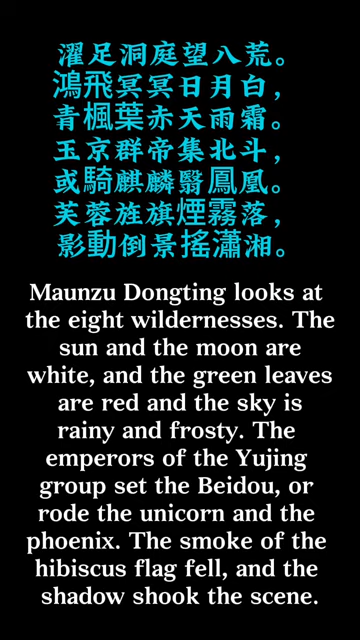 濯足洞庭望八荒。
鴻飛冥冥日月白，
青楓葉赤天雨霜。
玉京群帝集北斗，
或騎麒麟翳鳳凰。
芙蓉旌旗煙霧落，
影動倒景搖瀟湘。
Maunzu Dongting looks at
the eight wildernesses. The
sun and the moon are
white, and the green leaves
are red and the sky is
rainy and frosty. The
emperors of the Yujing
group set the Beidou, or
rode the unicorn and the
phoenix. The smoke of the
hibiscus flag fell, and the
shadow shook the scene.